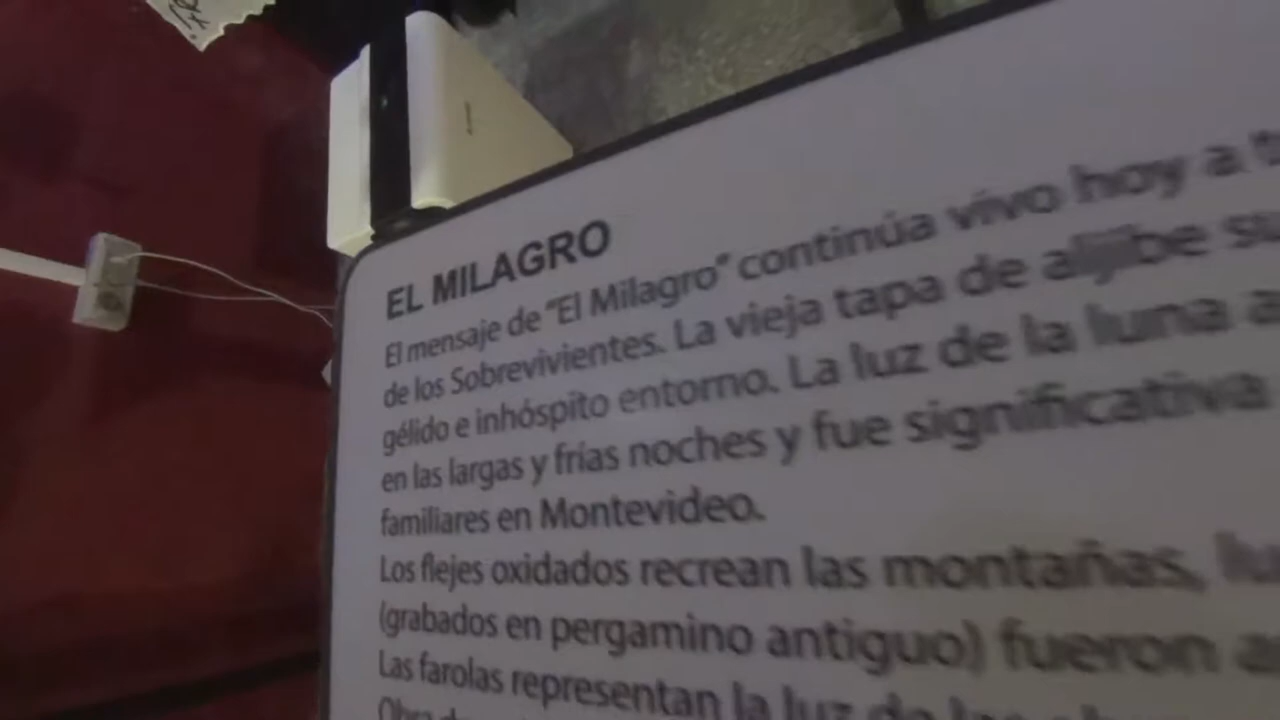 EL MILAGRO
El mensaje de "El Milagro" continúa vivo hoy a
de los Sobrevivientes. La vieja tapa de aljibe
gélido e inhóspito entorno. La luz de la luna
en las largas y frías noches y fue significativa
familiares en Montevideo.
Los flejes oxidados recrean las montañas,
(grabados en pergamino antiguo) fueron
Las farolas representan la luz de